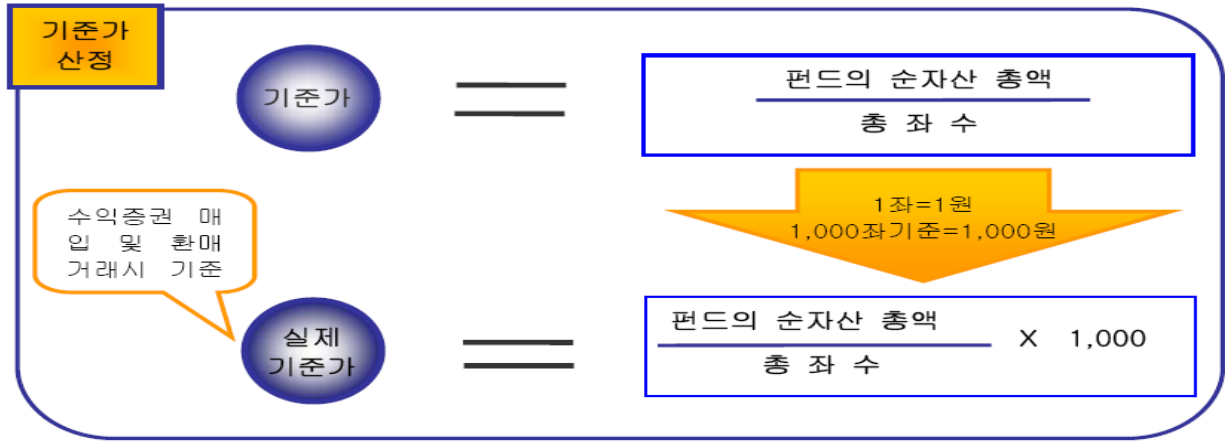 기준가
산정
기준가
펀드의 순자산 총액
총 좌 수
1좌=1원
1,000좌기준=1,000원
수익증권 매
입 및 환매
거래시 기준
실제
기준가
펀드의 순자산 총액
총 좌 수
X 1,000